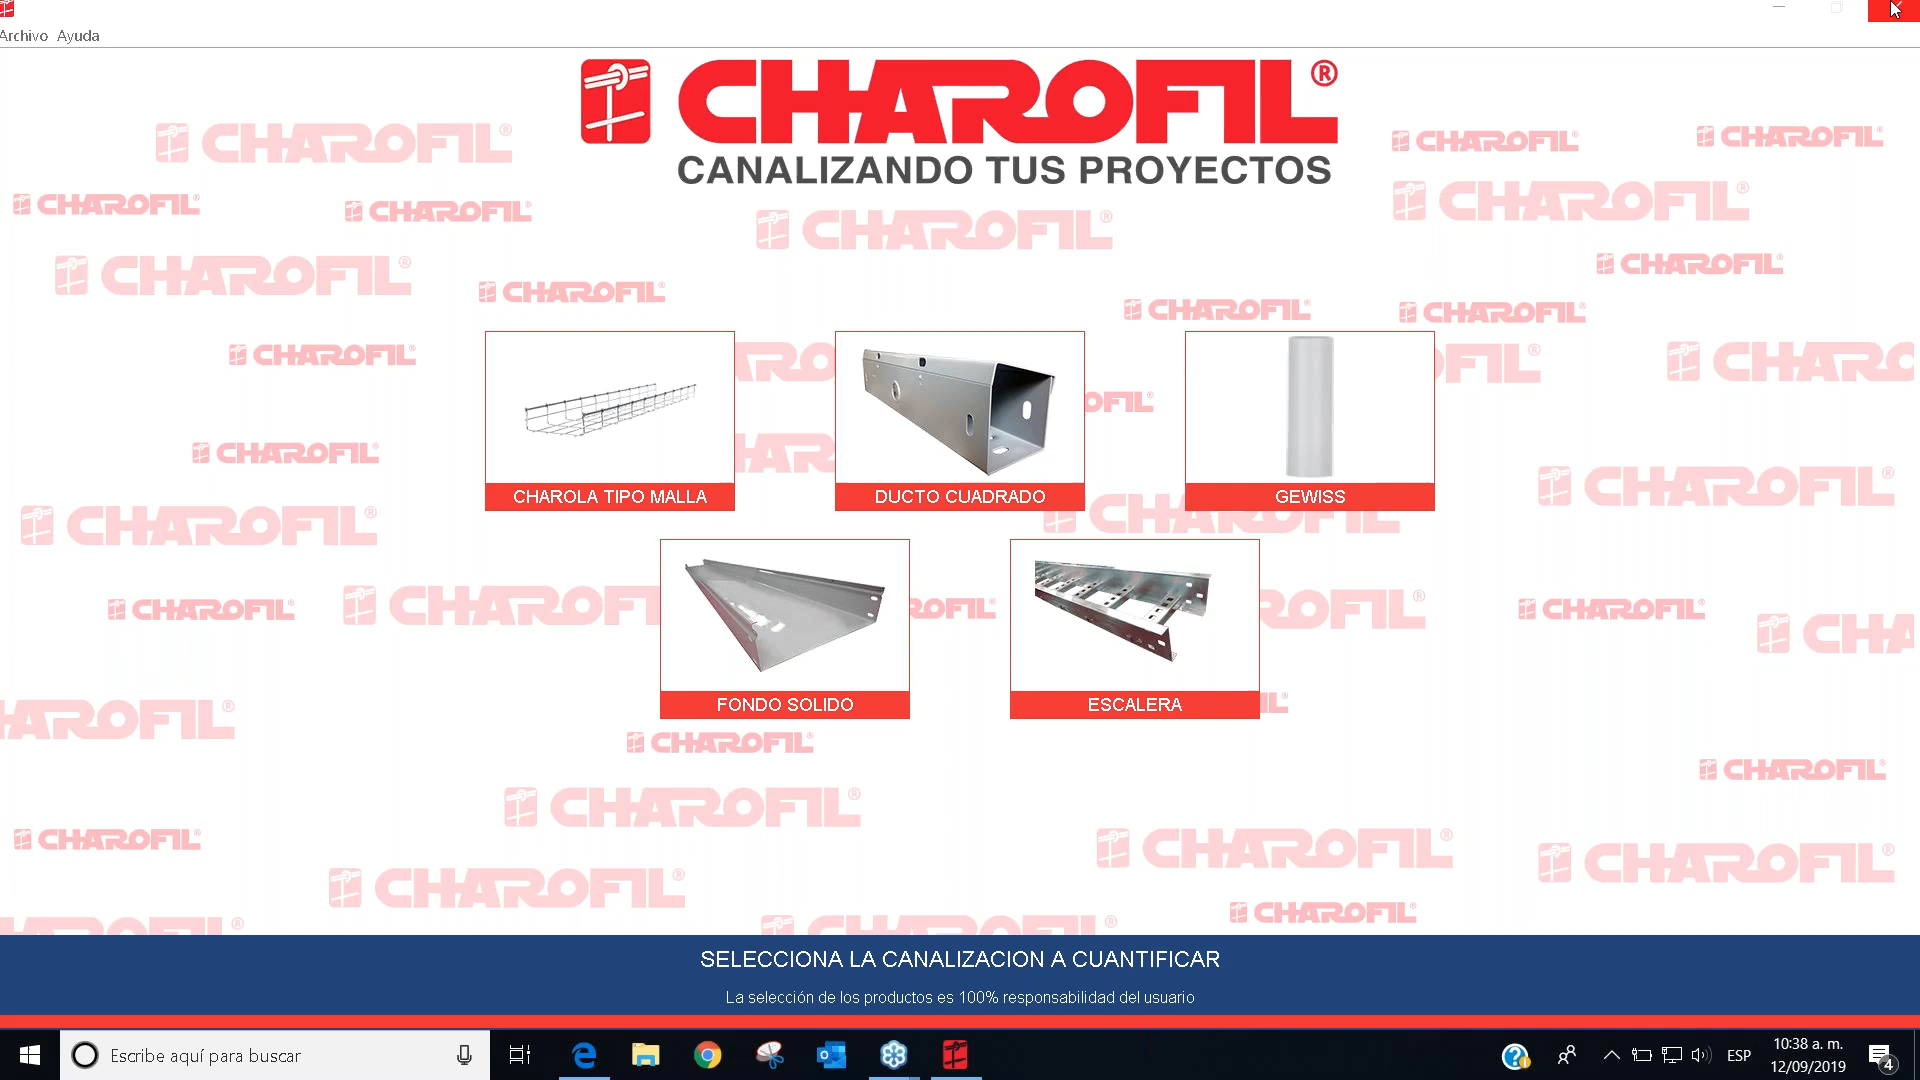 Archivo Ayuda
CHAROFIL®
CANALIZANDO TUS PROYECTOS
CHAROLA TIPO MALLA
DUCTO CUADRADO
GEWISS
FONDO SOLIDO
ESCALERA
SELECCIONA LA CANALIZACION A CUANTIFICAR
La selección de los productos es 100% responsabilidad del usuario
Escribe aquí para buscar
ESP
10:38 a. m.
12/09/2019
4